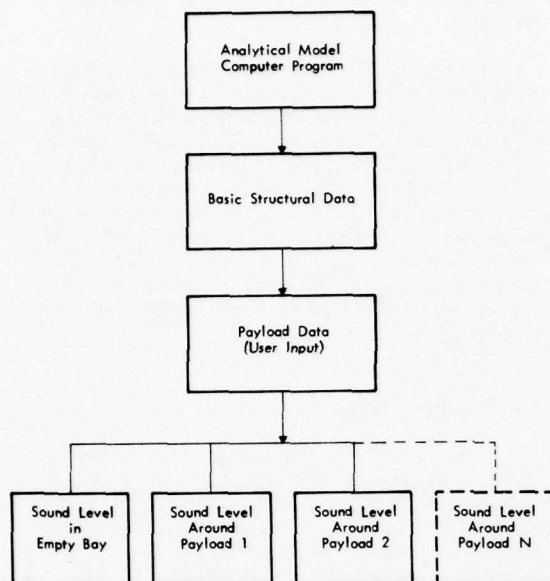 Analytical Model
Computer Program
Basic Structural Data
Payload Data
(User Input)
Sound Level
in
Empty Bay
Sound Level
Around
Payload 1
Sound Level
Around
Payload 2
Sound Level
Around
Payload N